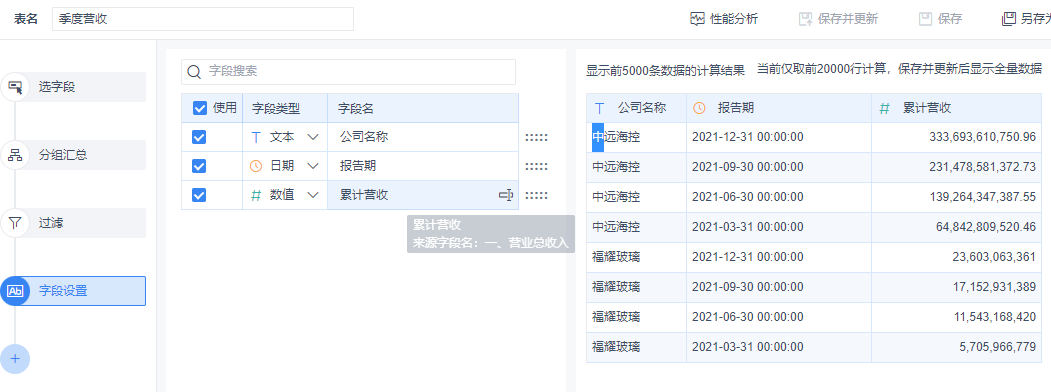 表名 季度营收 性能分析 保存并更新 保存 另存为
选字段
分组汇总
过滤
字段设置
字段搜索
使用 字段类型 字段名
文本 公司名称
日期 报告期
数值 累计营收
累计营收
来源字段名：一、营业总收入
显示前5000条数据的计算结果 当前仅取前20000行计算，保存并更新后显示全量数据
公司名称 报告期 累计营收
中远海控 2021-12-31 00:00:00 333,693,610,750.96
中远海控 2021-09-30 00:00:00 231,478,581,372.73
中远海控 2021-06-30 00:00:00 139,264,347,387.55
中远海控 2021-03-31 00:00:00 64,842,809,520.46
福耀玻璃 2021-12-31 00:00:00 23,603,063,361
福耀玻璃 2021-09-30 00:00:00 17,152,931,389
福耀玻璃 2021-06-30 00:00:00 11,543,168,420
福耀玻璃 2021-03-31 00:00:00 5,705,966,779